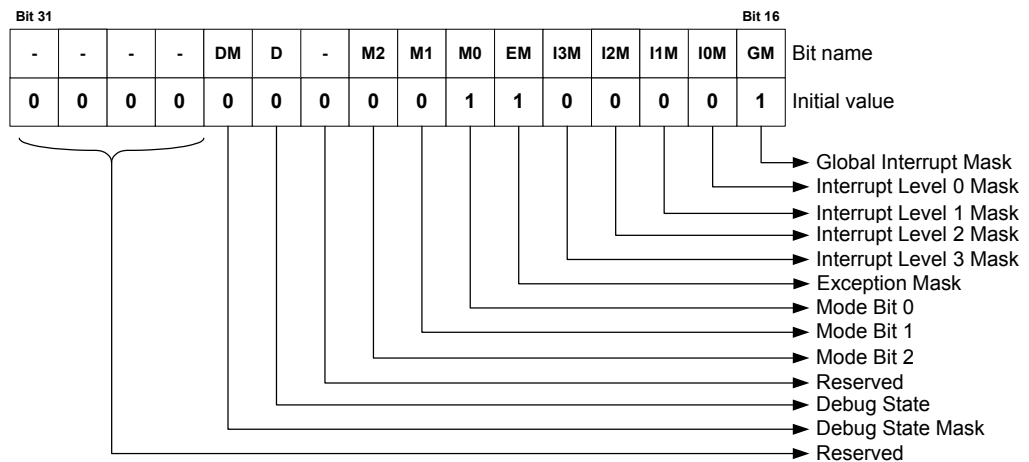 Bit 31 Bit 16
- - - - DM D - M2 M1 M0 EM I3M I2M I1M I0M GM Bit name
0 0 0 0 0 0 0 0 0 1 1 0 0 0 0 1 Initial value
Global Interrupt Mask
Interrupt Level 0 Mask
Interrupt Level 1 Mask
Interrupt Level 2 Mask
Interrupt Level 3 Mask
Exception Mask
Mode Bit 0
Mode Bit 1
Mode Bit 2
Reserved
Debug State
Debug State Mask
Reserved